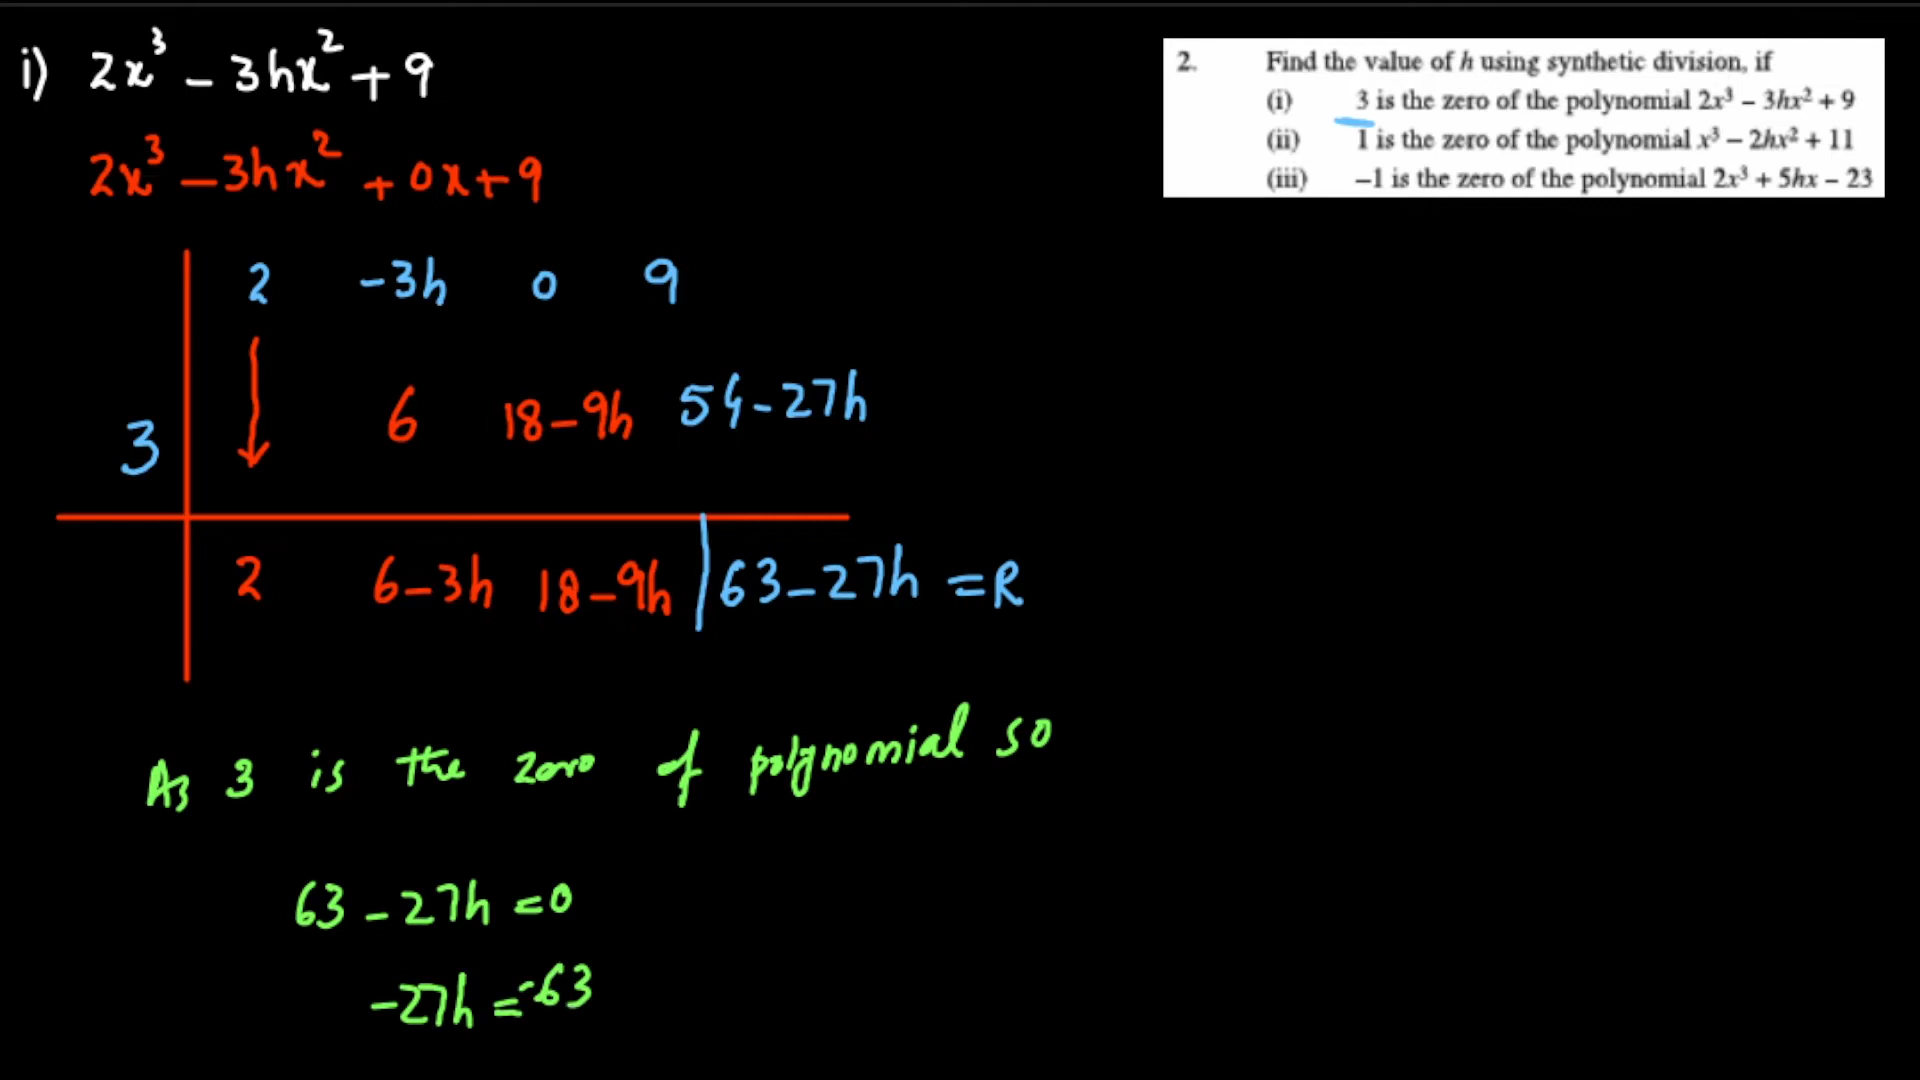 i) 2x³ - 3hx² + 9
2x³ - 3hx² + 0x + 9
2 -3h 0 9
3 6 18-9h 54-27h
2 6-3h 18-9h 63-27h = R
As 3 is the zero of polynomial so
63 - 27h = 0
-27h = -63
2. Find the value of h using synthetic division, if
(i) 3 is the zero of the polynomial 2x³ – 3hx² + 9
(ii) 1 is the zero of the polynomial x³ – 2hx² + 11
(iii) –1 is the zero of the polynomial 2x³ + 5hx – 23